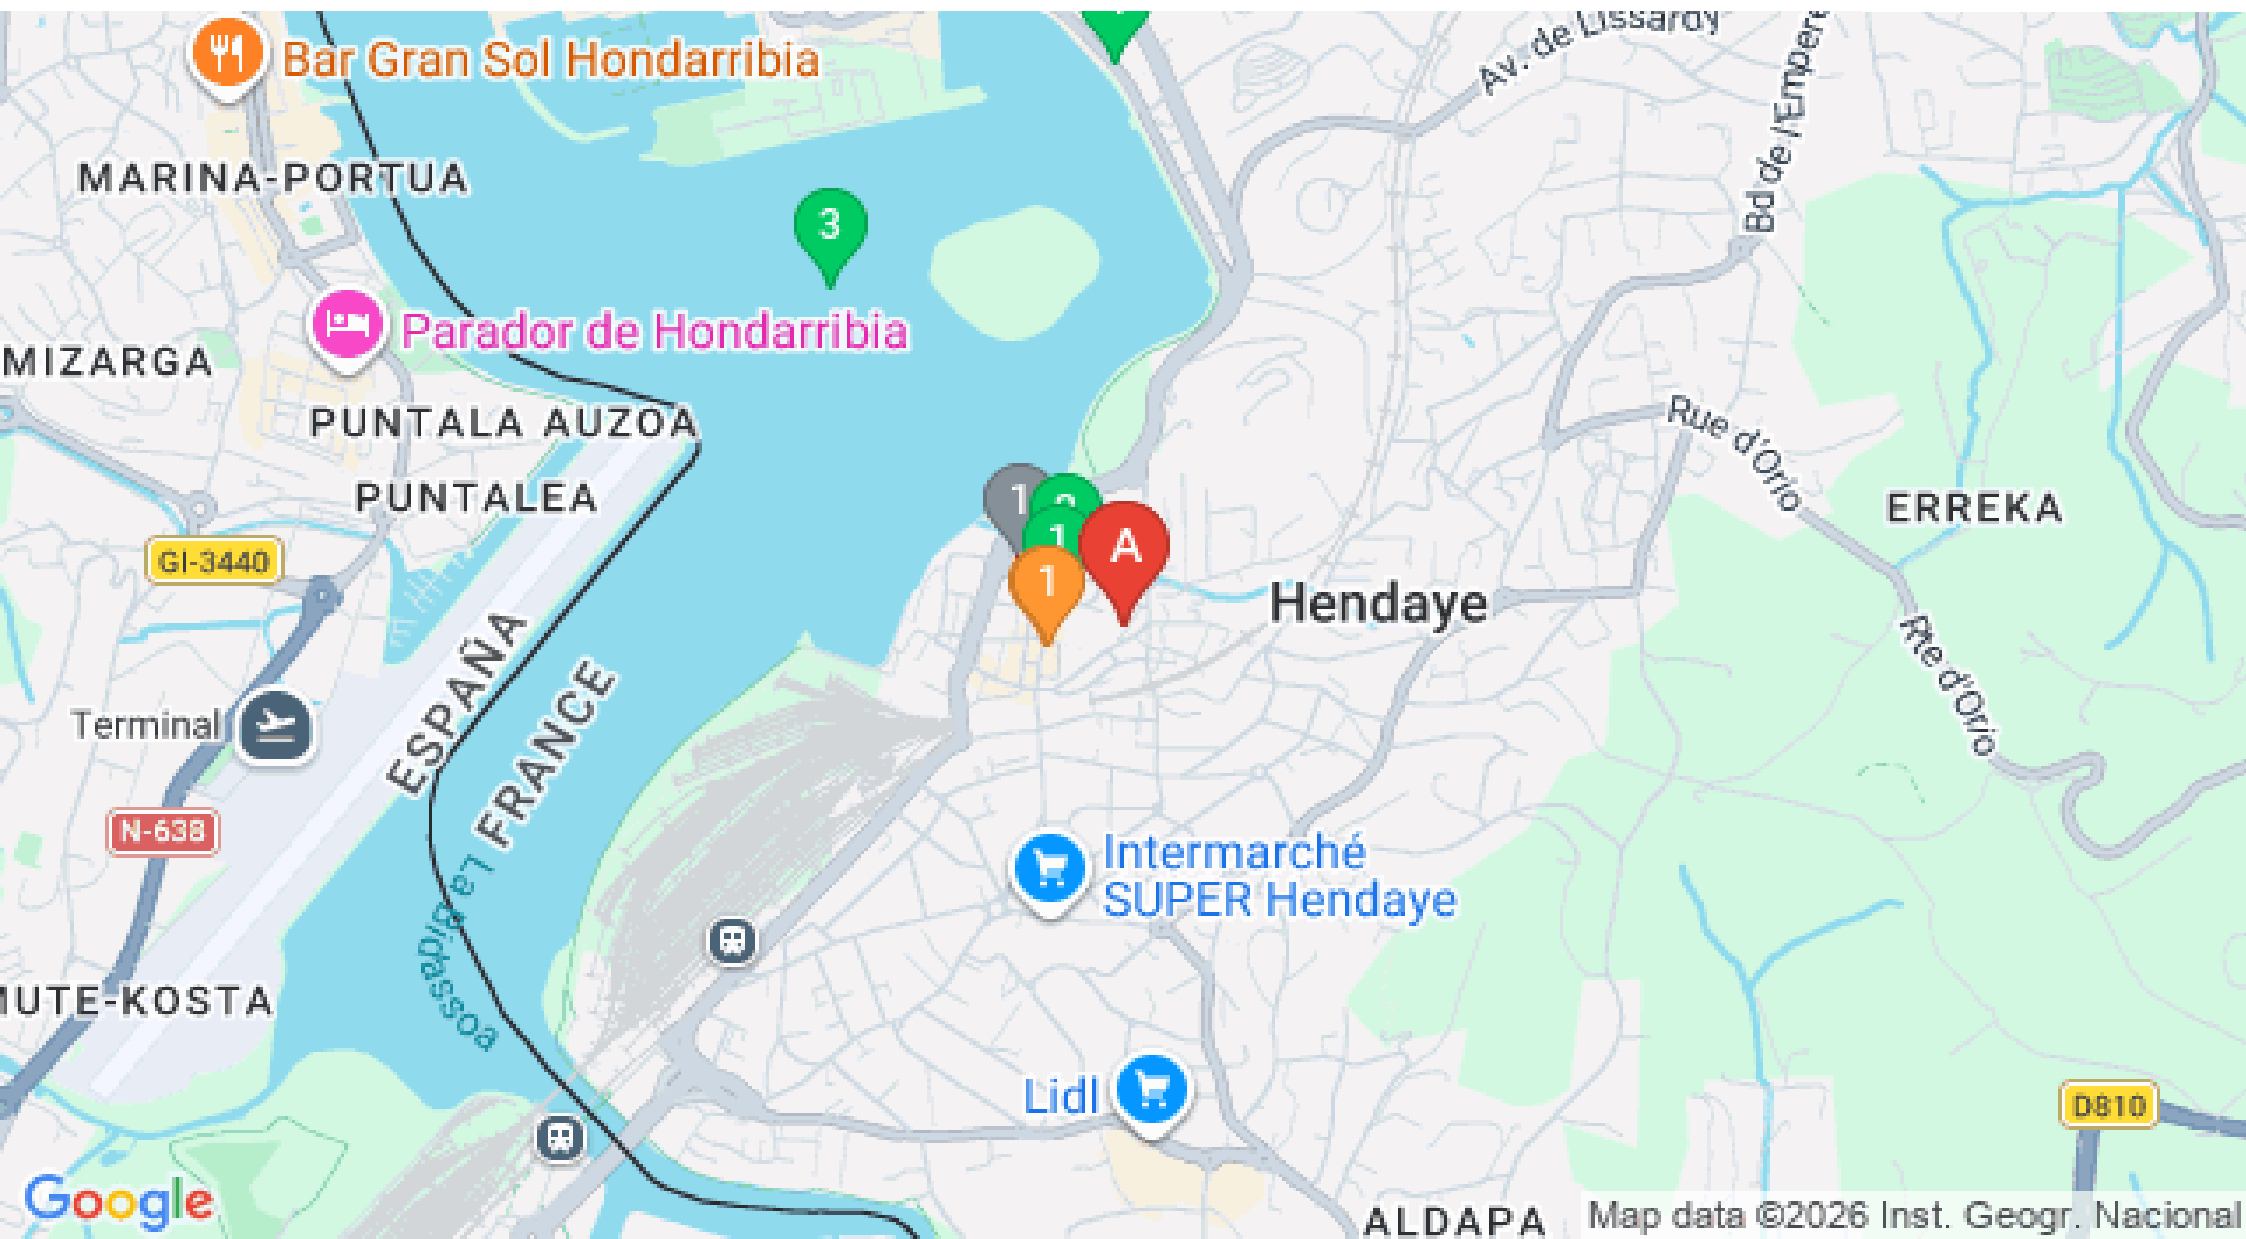 Av. de Lissardy
Bar Gran Sol Hondarribia
Bd de l'Empere
MARINA-PORTUA
3
Parador de Hondarribia
MIZARGA
PUNTALA AUZOA
Rue d'Orio
PUNTALEA
1
ERREKA
1
A
GI-3440
1
Hendaye
ESPAÑA
FRANCE
Rte d'Orio
Terminal
N-638
La Bidassoa
Intermarché
SUPER Hendaye
MUTE-KOSTA
Lidl
D810
Google
ALDAPA
Map data ©2026 Inst. Geogr. Nacional